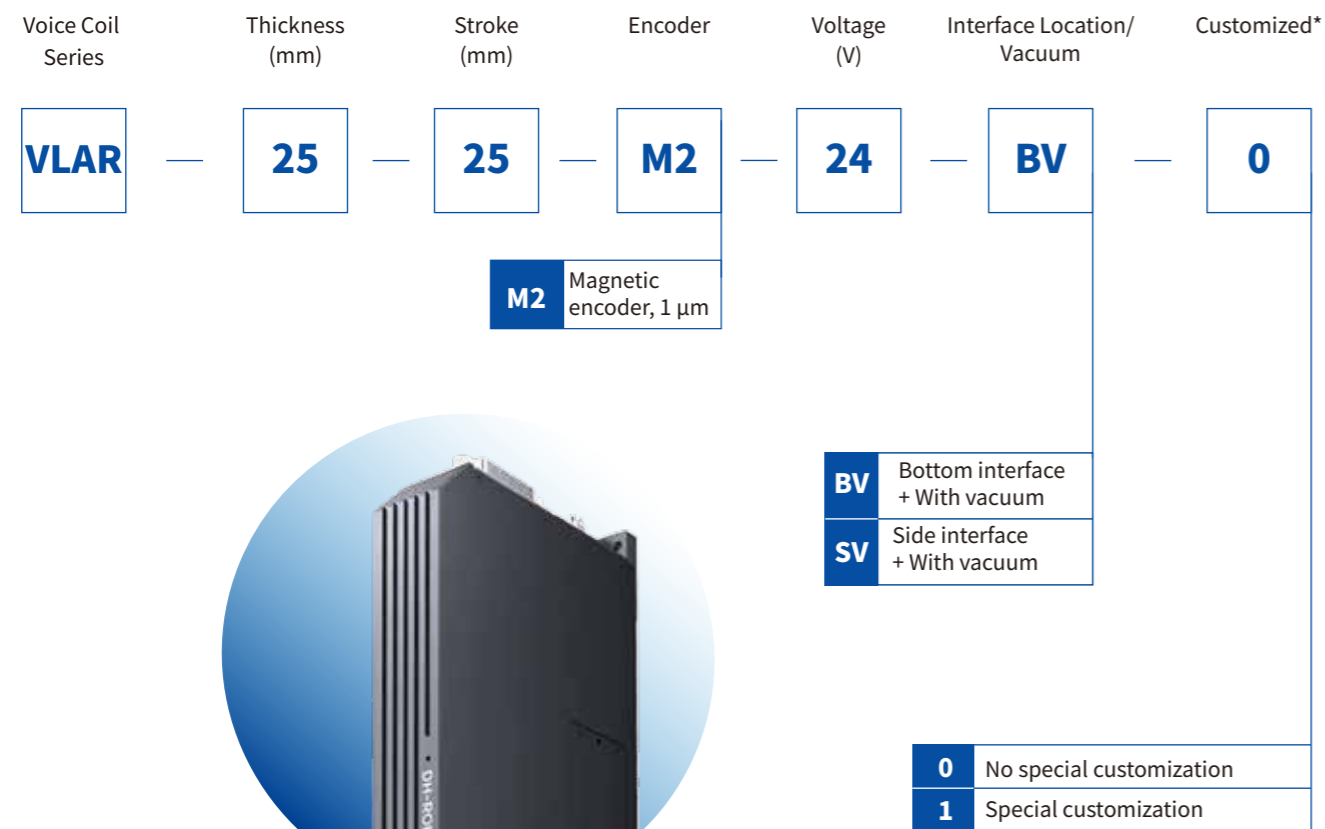 Voice Coil
Series
Thickness
(mm)
Stroke
(mm)
Encoder
Voltage
(V)
Interface Location/
Vacuum
Customized*
VLAR — 25 — 25 — M2 — 24 — BV — 0
M2
Magnetic
encoder, 1 μm
BV
Bottom interface
+ With vacuum
SV
Side interface
+ With vacuum
0 No special customization
1 Special customization